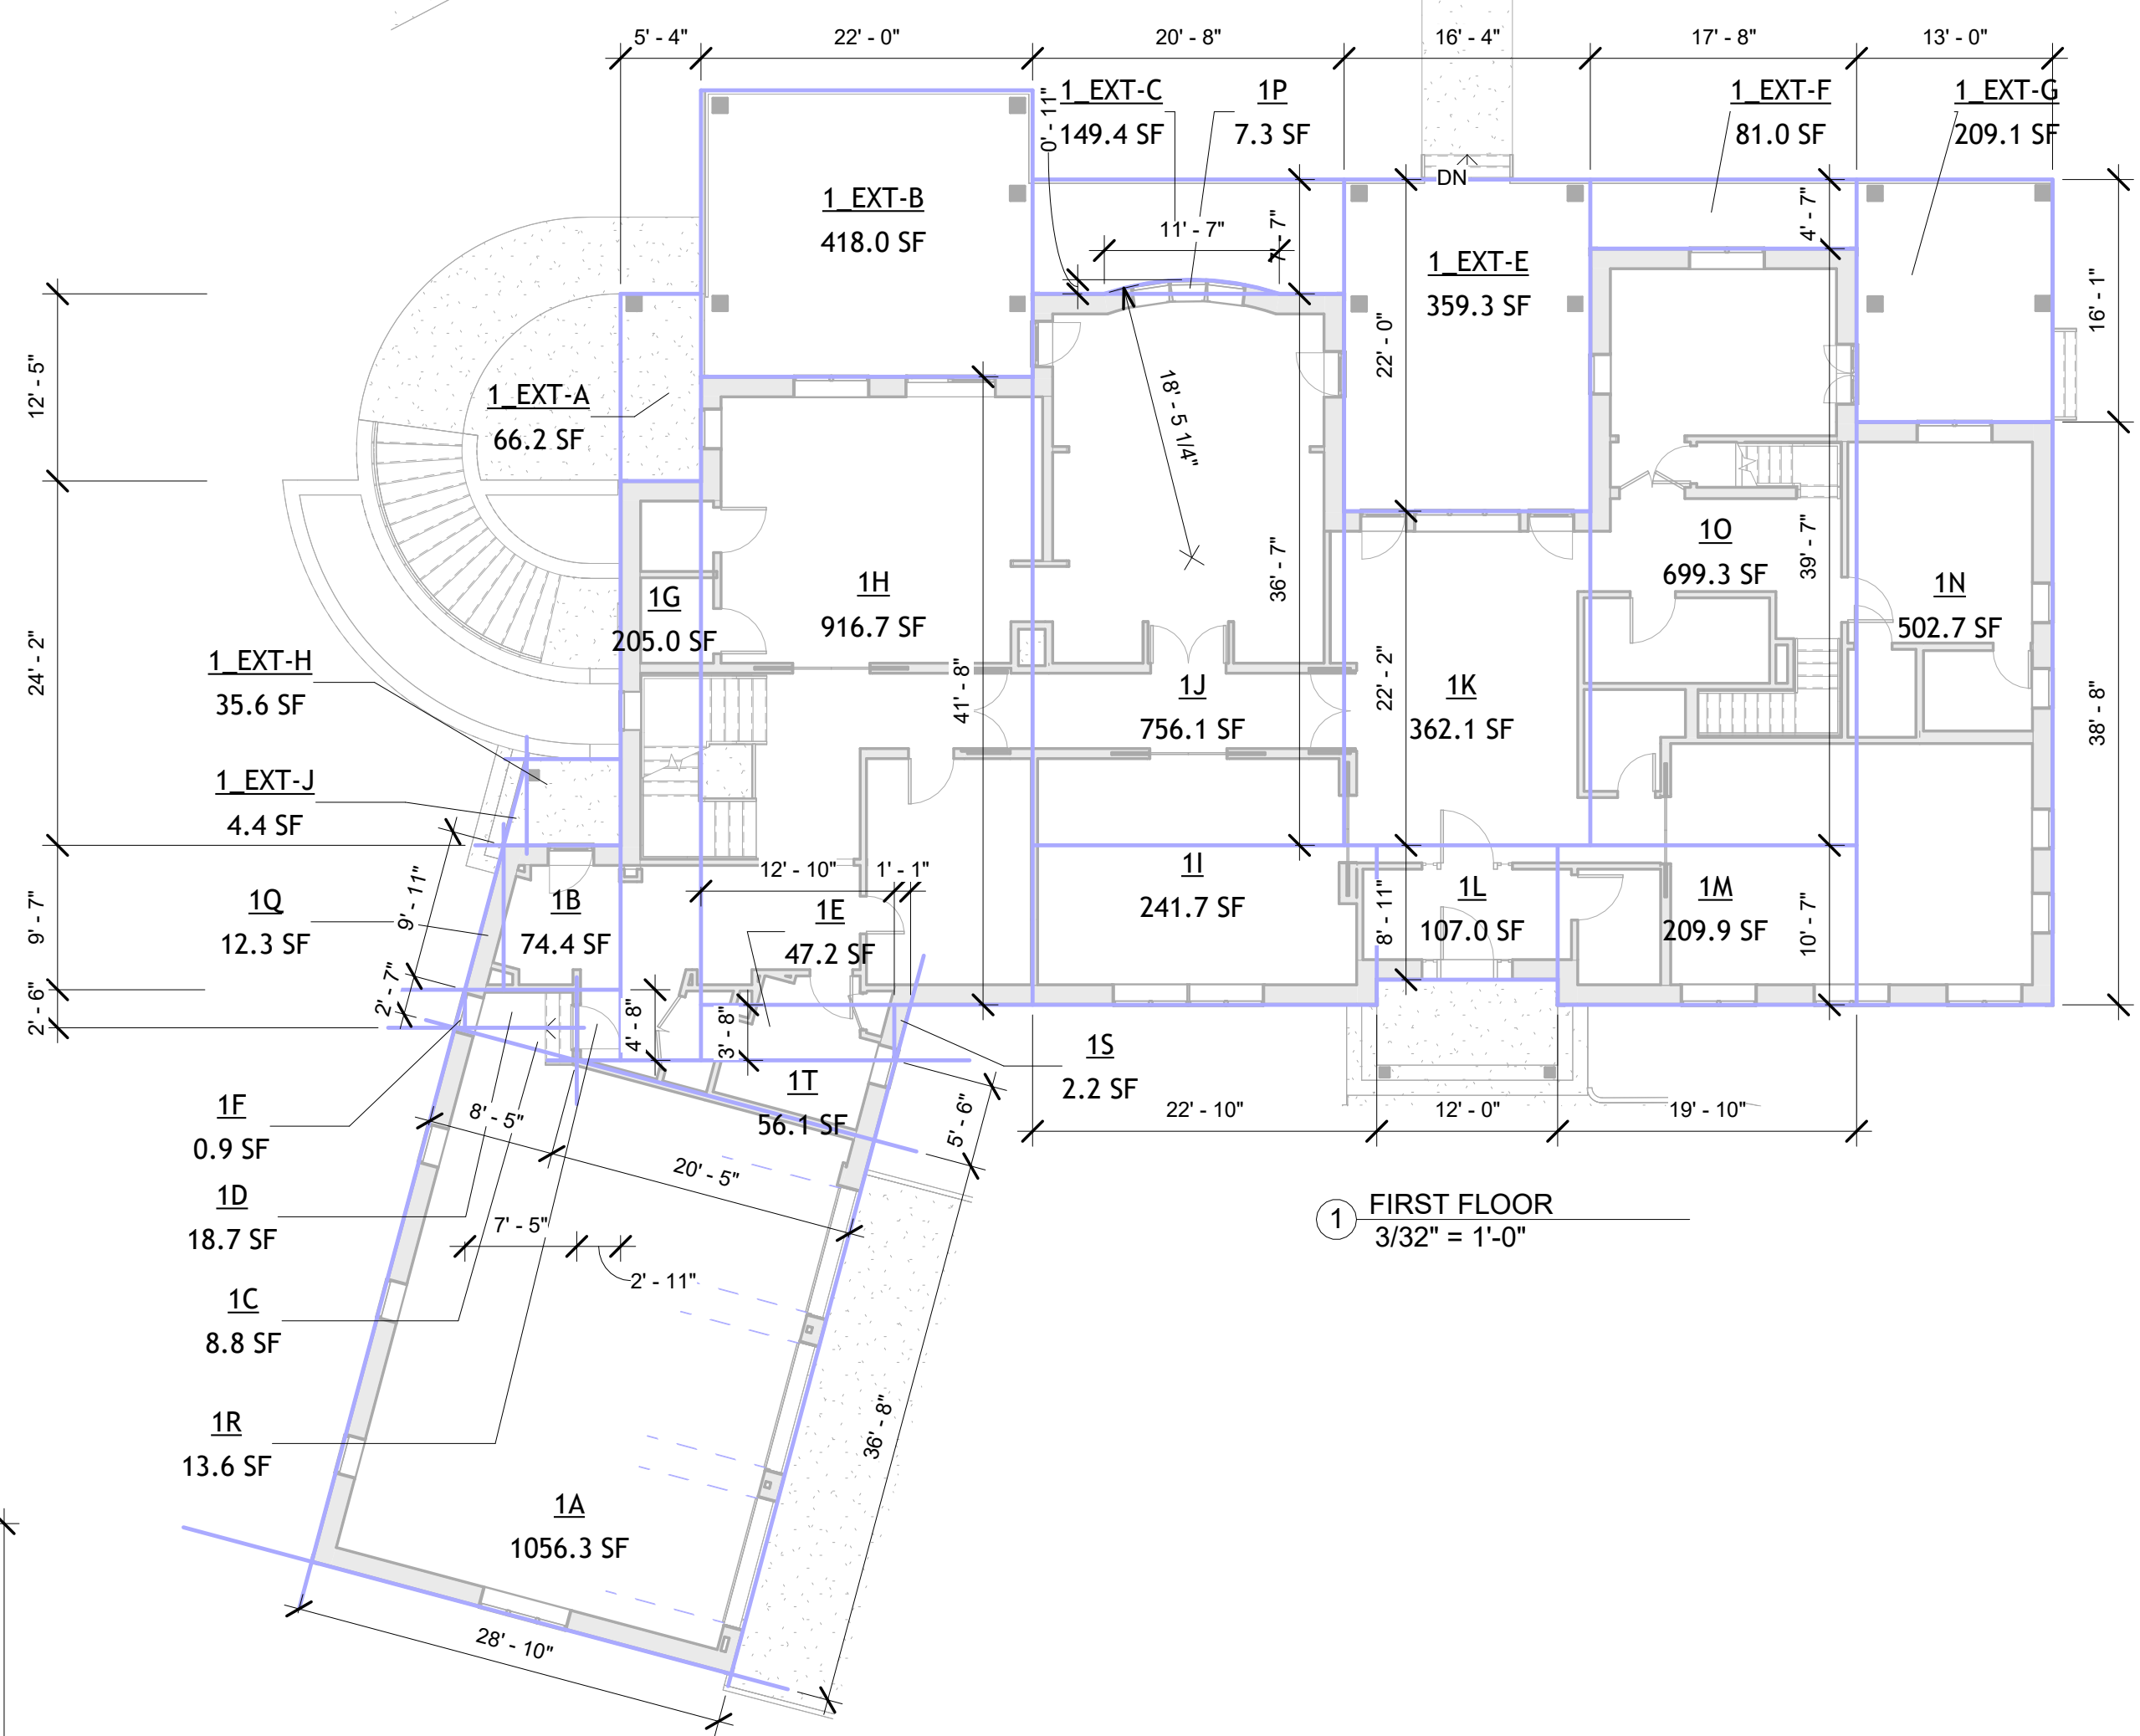 5' - 4"
22' - 0"
20' - 8"
16' - 4"
17' - 8"
13' - 0"
1_EXT-C
149.4 SF
1P
7.3 SF
1_EXT-F
81.0 SF
1_EXT-G
209.1 SF
0' - 11"
DN
1_EXT-B
418.0 SF
11' - 7"
7' - 7"
4' - 7"
1_EXT-E
359.3 SF
16' - 1"
12' - 5"
1_EXT-A
66.2 SF
18' - 5 1/4"
22' - 0"
1O
699.3 SF
39' - 7"
36' - 7"
1H
916.7 SF
1G
205.0 SF
1N
502.7 SF
24' - 2"
1_EXT-H
35.6 SF
41' - 8"
1J
756.1 SF
22' - 2"
1K
362.1 SF
38' - 8"
1_EXT-J
4.4 SF
12' - 10"
1' - 1"
1I
241.7 SF
1L
107.0 SF
8' - 11"
1M
209.9 SF
10' - 7"
9' - 7"
1Q
12.3 SF
9' - 11"
1B
74.4 SF
1E
47.2 SF
2' - 6"
2' - 7"
4' - 8"
3' - 8"
1S
2.2 SF
1T
56.1 SF
1F
0.9 SF
8' - 5"
5' - 6"
22' - 10"
12' - 0"
19' - 10"
20' - 5"
1D
18.7 SF
7' - 5"
2' - 11"
1 FIRST FLOOR
3/32" = 1'-0"
1C
8.8 SF
1R
13.6 SF
36' - 8"
1A
1056.3 SF
28' - 10"